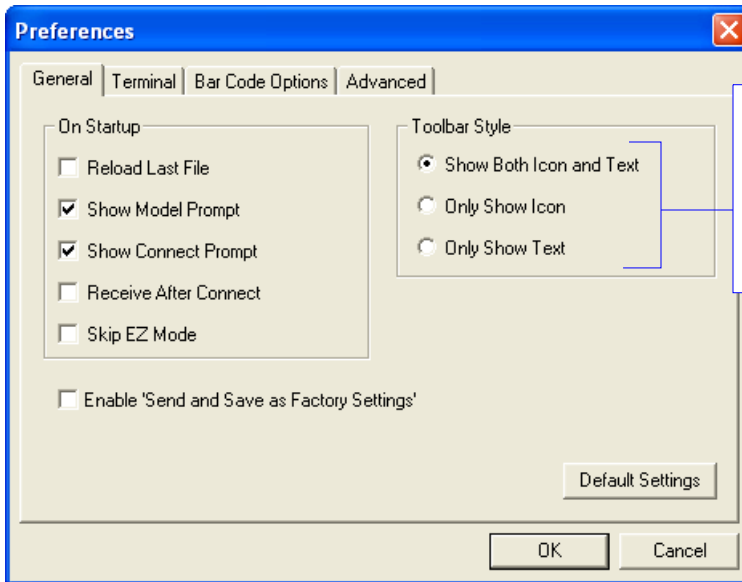 Preferences
General Terminal Bar Code Options Advanced
On Startup
Reload Last File
Show Model Prompt
Show Connect Prompt
Receive After Connect
Skip EZ Mode
Toolbar Style
Show Both Icon and Text
Only Show Icon
Only Show Text
Enable 'Send and Save as Factory Settings'
Default Settings
OK Cancel